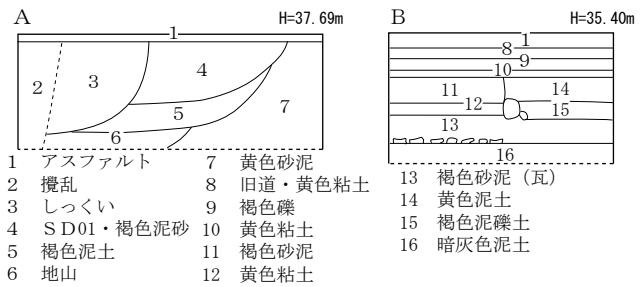 A H=37.69m
1
2 3 4
5 7
6
B H=35.40m
1
8
9
10
11 14
12 15
13
16
1 アスファルト
2 攪乱
3 しっくい
4 SD01・褐色泥砂
5 褐色泥土
6 地山
7 黄色砂泥
8 旧道・黄色粘土
9 褐色礫
10 黄色粘土
11 褐色砂泥
12 黄色粘土
13 褐色砂泥（瓦）
14 黄色泥土
15 褐色泥礫土
16 暗灰色泥土